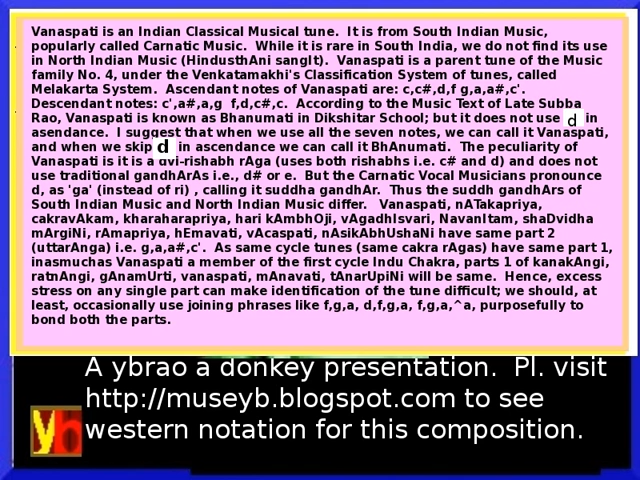 Vanaspati is an Indian Classical Musical tune.  It is from South Indian Music,
popularly called Carnatic Music.  While it is rare in South India, we do not find its use
in North Indian Music (HindusthAni sangIt).  Vanaspati is a parent tune of the Music
family No. 4, under the Venkatamakhi's Classification System of tunes, called
Melakarta System.  Ascendant notes of Vanaspati are: c,c#,d,f g,a,a#,c'.
Descendant notes: c',a#,a,g  f,d,c#,c.  According to the Music Text of Late Subba
Rao, Vanaspati is known as Bhanumati in Dikshitar School; but it does not use d in
asendance.  I suggest that when we use all the seven notes, we can call it Vanaspati,
and when we skip d in ascendance we can call it BhAnumati.  The peculiarity of
Vanaspati is it is a dvi-rishabh rAga (uses both rishabhs i.e. c# and d) and does not
use traditional gandhArAs i.e., d# or e.  But the Carnatic Vocal Musicians pronounce
d, as 'ga' (instead of ri) , calling it suddha gandhAr.  Thus the suddh gandhArs of
South Indian Music and North Indian Music differ.   Vanaspati, nATakapriya,
cakravAkam, khararaharapriya, hari kAmbhOji, vAgadhIsvari, NavanItam, shaDvidha
mArgiNi, rAmapriya, hEmavati, vAcaspati, nAsikAbhUshaNi have same part 2
(uttarAnga) i.e. g,a,a#,c'.  As same cycle tunes (same cakra rAgas) have same part 1,
inasmuchas Vanaspati a member of the first cycle Indu Chakra, parts 1 of kanakAngi,
ratnAngi, gAnamUrti, vanaspati, mAnavati, tAnarUpiNi will be same.  Hence, excess
stress on any single part can make identification of the tune difficult; we should, at
least, occasionally use joining phrases like f,g,a, d,f,g,a, f,g,a,^a, purposefully to
bond both the parts.
A ybrao a donkey presentation.  Pl. visit
http://museyb.blogspot.com to see
western notation for this composition.
yb